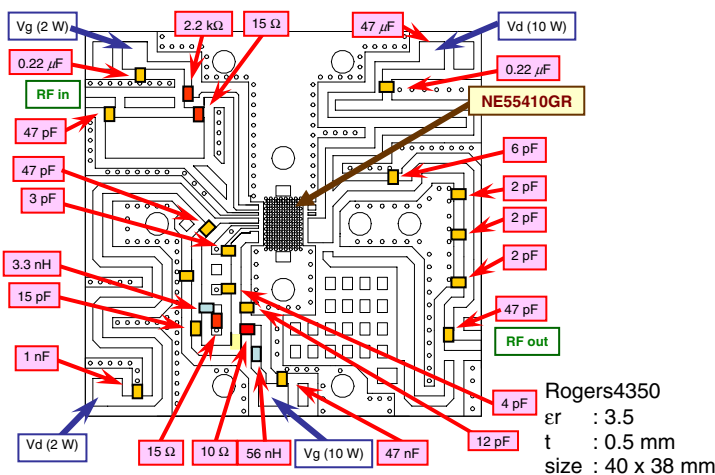 Vg (2 W)
2.2 kΩ
15 Ω
47 µF
Vd (10 W)
0.22 µF
0.22 µF
RF in
NE55410GR
47 pF
6 pF
47 pF
2 pF
3 pF
2 pF
2 pF
3.3 nH
15 pF
47 pF
RF out
1 nF
4 pF
Rogers4350
εr : 3.5
t : 0.5 mm
size : 40 x 38 mm
12 pF
Vd (2 W)
15 Ω
10 Ω
56 nH
Vg (10 W)
47 nF